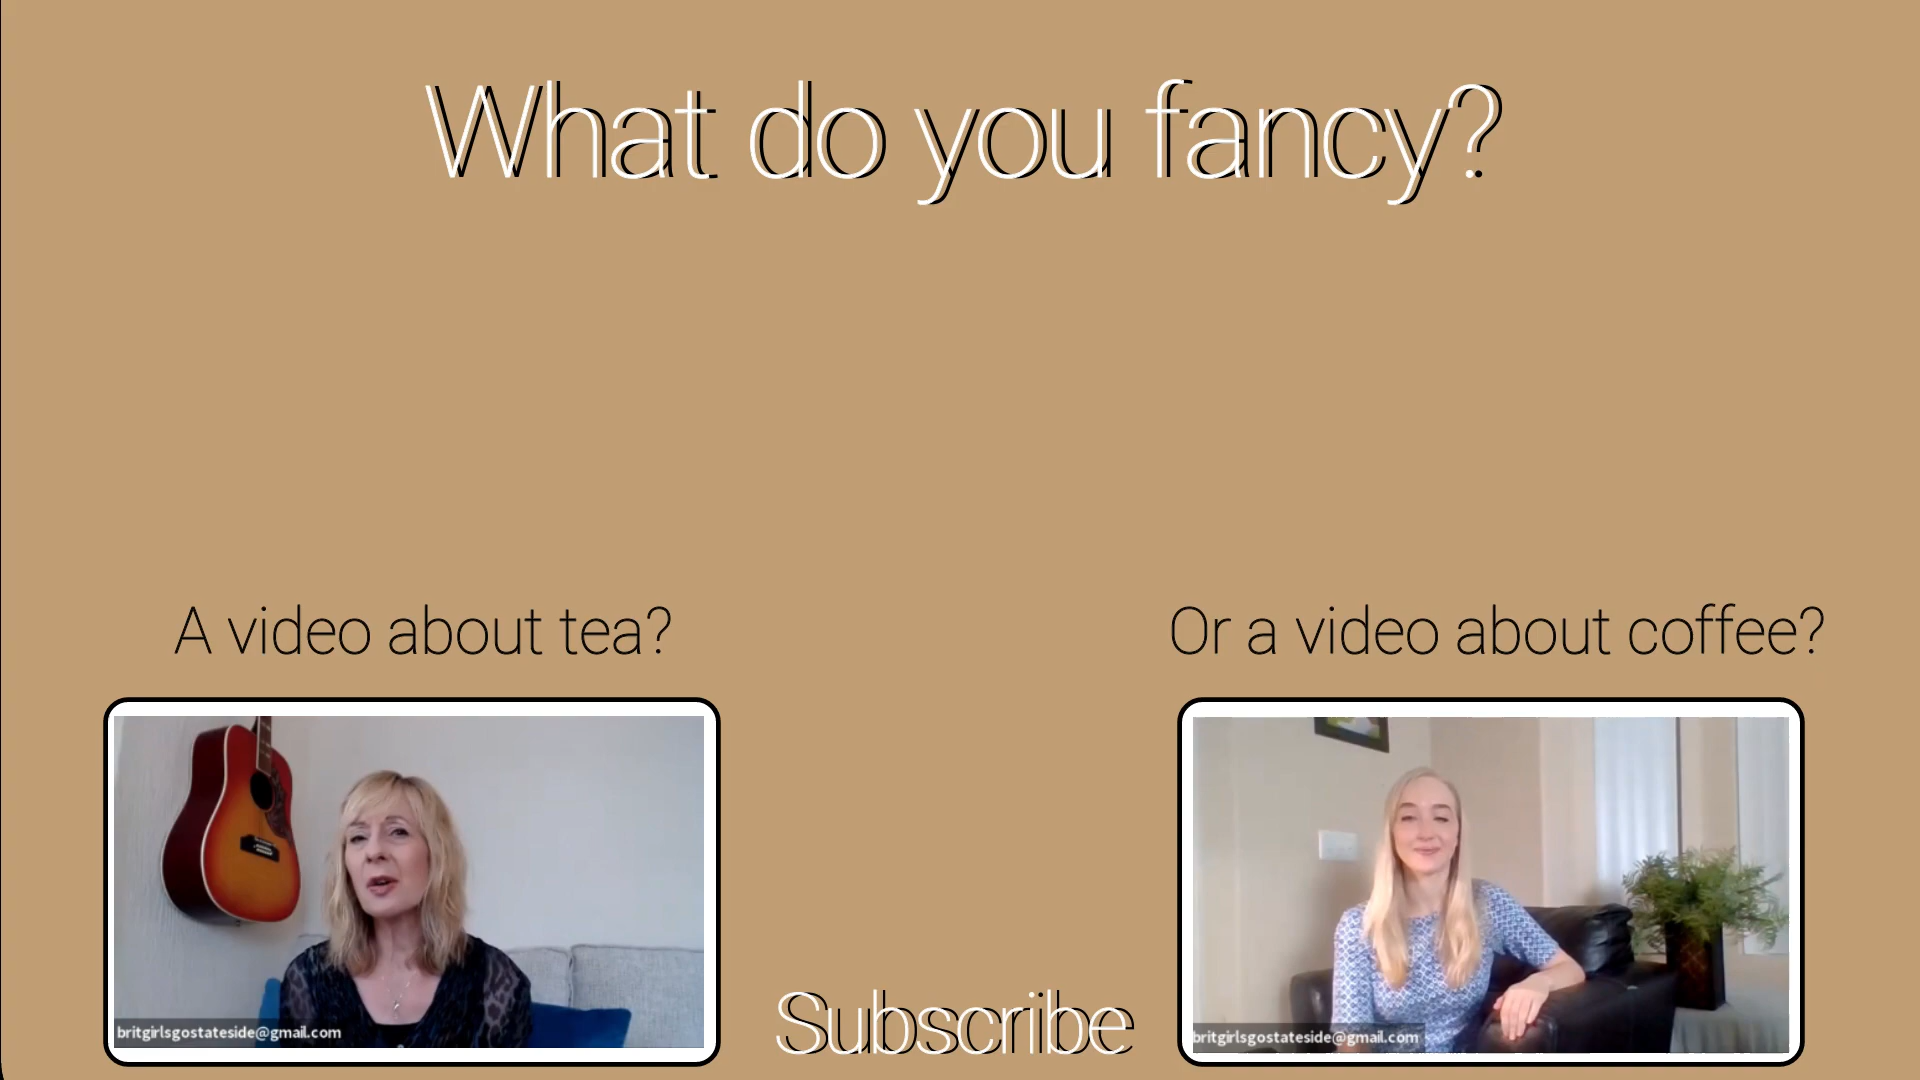 What do you fancy?
A video about tea?
Or a video about coffee?
britgirlsgostateside@gmail.com
Subscribe
britgirlsgostateside@gmail.com